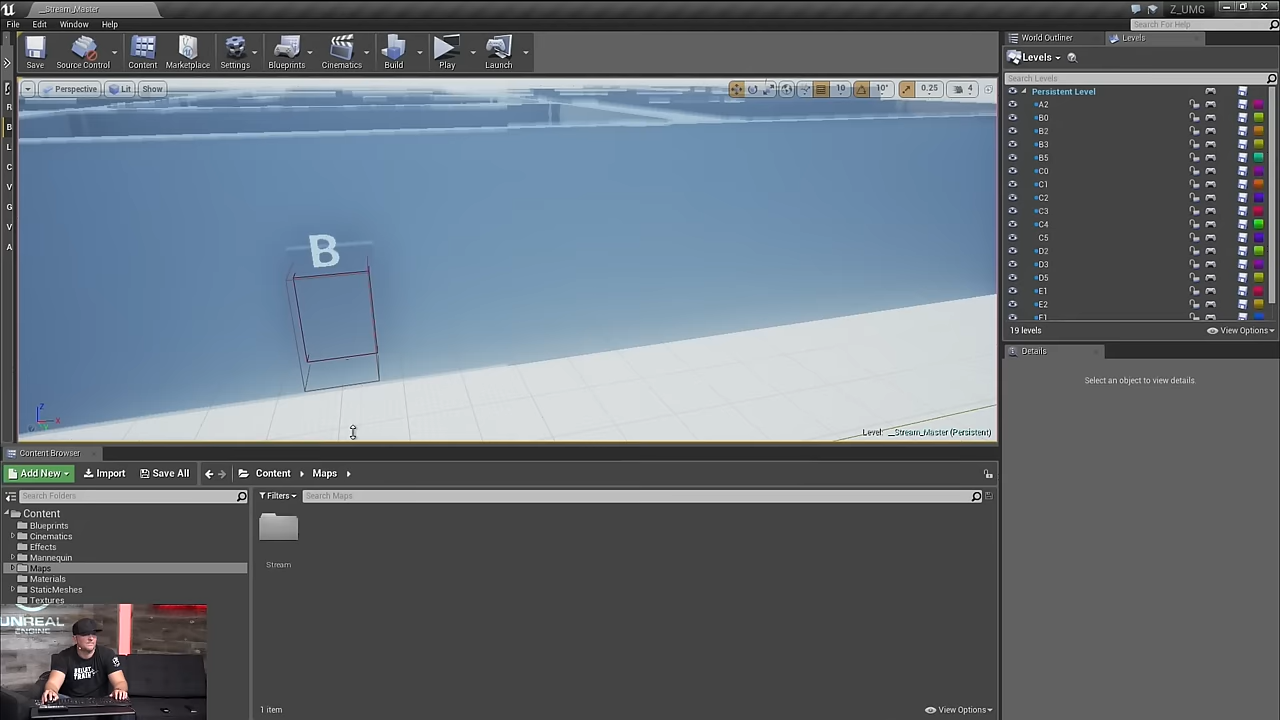 _Stream_Master
Z_UMG
File Edit Window Help
Search For Help
Save Source Control Content Marketplace Settings Blueprints Cinematics Build Play Launch
World Outliner Levels
Levels
Search Levels
Persistent Level
A2
B0
B2
B3
B5
C0
C1
C2
C3
C4
C5
D2
D3
D5
E1
E2
19 levels View Options
Details
Select an object to view details.
Perspective Lit Show
10 10° 0.25 4
R
B
L
C
V
G
V
A
B
Z
X
Level: __Stream_Master (Persistent)
Content Browser
Add New Import Save All Content Maps
Search Folders
Filters Search Maps
Content
Blueprints
Cinematics
Effects
Mannequin
Maps
Materials
StaticMeshes
Textures
Stream
UNREAL
ENGINE
1 item View Options